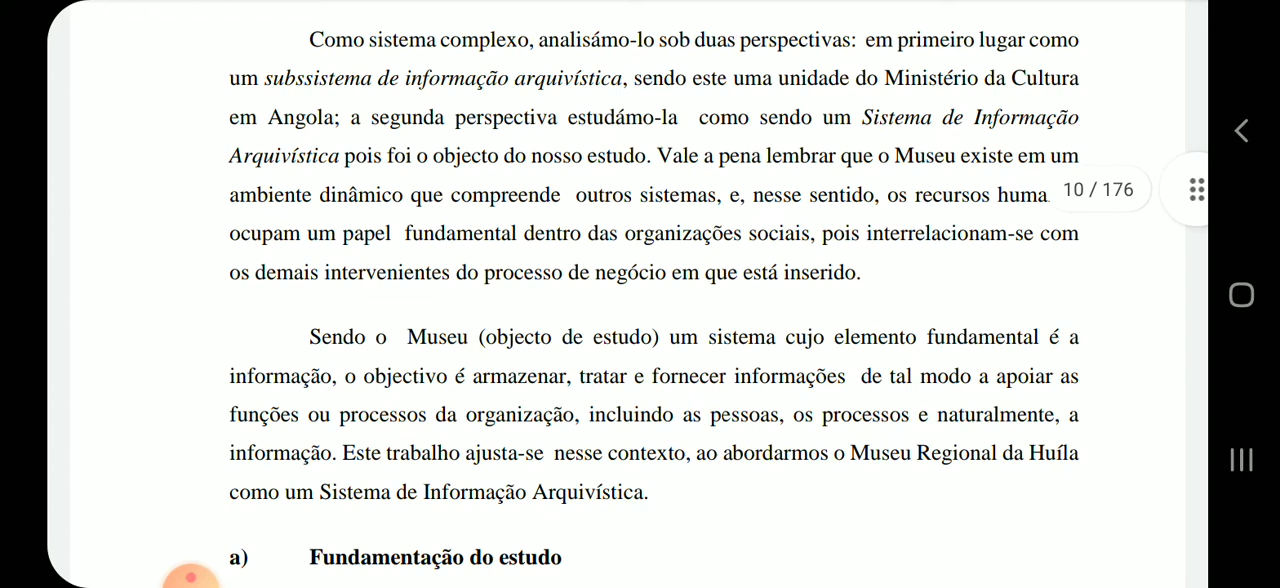 Como sistema complexo, analisámo-lo sob duas perspectivas: em primeiro lugar como
um subssistema de informação arquivística, sendo este uma unidade do Ministério da Cultura
em Angola; a segunda perspectiva estudámo-la como sendo um Sistema de Informação
Arquivística pois foi o objecto do nosso estudo. Vale a pena lembrar que o Museu existe em um
ambiente dinâmico que compreende outros sistemas, e, nesse sentido, os recursos huma
10 / 176
ocupam um papel fundamental dentro das organizações sociais, pois interrelacionam-se com
os demais intervenientes do processo de negócio em que está inserido.
Sendo o Museu (objecto de estudo) um sistema cujo elemento fundamental é a
informação, o objectivo é armazenar, tratar e fornecer informações de tal modo a apoiar as
funções ou processos da organização, incluindo as pessoas, os processos e naturalmente, a
informação. Este trabalho ajusta-se nesse contexto, ao abordarmos o Museu Regional da Huíla
como um Sistema de Informação Arquivística.
a) Fundamentação do estudo